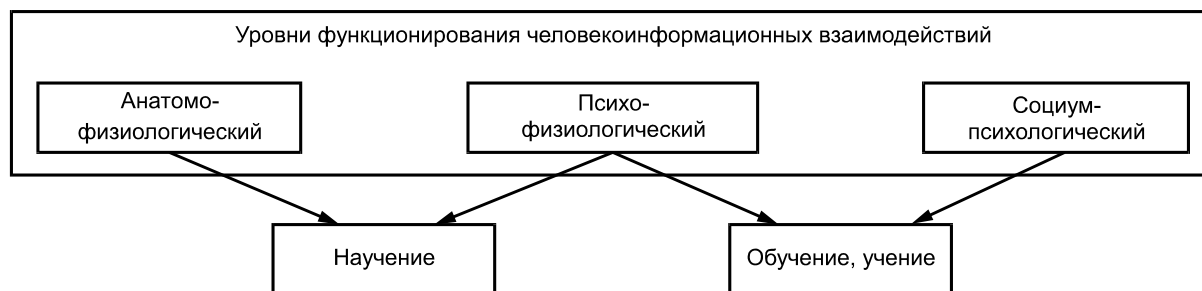 Уровни функционирования человекоинформационных взаимодействий
Анатомо-
физиологический
Психо-
физиологический
Социум-
психологический
Научение
Обучение, учение